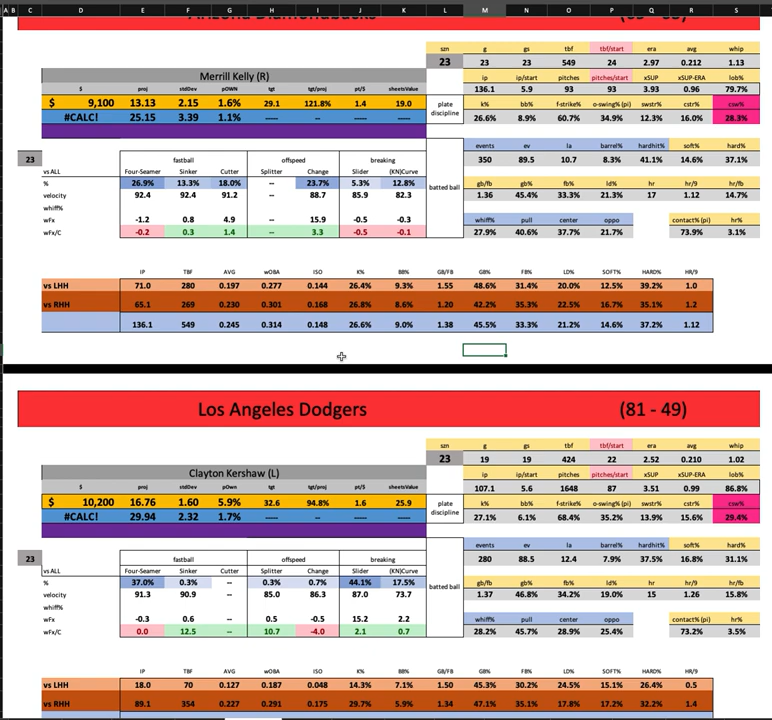 A B C D E F G H I J K L M N O P Q R S
Arizona Diamondbacks
szn g gs tbf tbf/start era avg whip
23 23 23 549 24 2.97 0.212 1.13
Merrill Kelly (R) ip ip/start pitches pitches/start xSUP xSUP-ERA lob%
$ proj stdDev pOWN tgt tgt/proj pt/$ sheetsValue 136.1 5.9 93 93 3.93 0.96 79.7%
$ 9,100 13.13 2.15 1.6% 29.1 121.8% 1.4 19.0 plate discipline k% bb% f-strike% o-swing% (pi) swstr% cstr% csw%
#CALC! 25.15 3.39 1.1% ---- -- ---- ---- 26.6% 8.9% 60.7% 34.9% 12.3% 16.0% 28.3%
events ev la barrel% hardhit% soft% hard%
23 fastball offspeed breaking 350 89.5 10.7 8.3% 41.1% 14.6% 37.1%
vs ALL Four-Seamer Sinker Cutter Splitter Change Slider (KN)Curve
% 26.9% 13.3% 18.0% -- 23.7% 5.3% 12.8% batted ball gb/fb gb% fb% ld% hr hr/9 hr/fb
velocity 92.4 92.4 91.2 -- 88.7 85.9 82.3 1.36 45.4% 33.3% 21.3% 17 1.12 14.7%
whiff%
wFx -1.2 0.8 4.9 15.9 -0.5 -0.3 whiff% pull center oppo contact% (pi) hr%
wFx/C -0.2 0.3 1.4 -- 3.3 -0.5 -0.1 27.9% 40.6% 37.7% 21.7% 73.9% 3.1%
IP TBF AVG wOBA ISO K% BB% GB/FB GB% FB% LD% SOFT% HARD% HR/9
vs LHH 71.0 280 0.197 0.277 0.144 26.4% 9.3% 1.55 48.6% 31.4% 20.0% 12.5% 39.2% 1.0
vs RHH 65.1 269 0.230 0.301 0.168 26.8% 8.6% 1.20 42.2% 35.3% 22.5% 16.7% 35.1% 1.2
136.1 549 0.245 0.314 0.148 26.6% 9.0% 1.38 45.5% 33.3% 21.2% 14.6% 37.2% 1.12
Los Angeles Dodgers (81 - 49)
szn g gs tbf tbf/start era avg whip
23 19 19 424 22 2.52 0.210 1.02
Clayton Kershaw (L) ip ip/start pitches pitches/start xSUP xSUP-ERA lob%
$ proj stdDev pOwn tgt tgt/proj pt/$ sheetsValue 107.1 5.6 1648 87 3.51 0.99 86.8%
$ 10,200 16.76 1.60 5.9% 32.6 94.8% 1.6 25.9 plate discipline k% bb% f-strike% o-swing% (pi) swstr% cstr% csw%
#CALC! 29.94 2.32 1.7% ---- -- ---- ---- 27.1% 6.1% 68.4% 35.2% 13.9% 15.6% 29.4%
events ev la barrel% hardhit% soft% hard%
23 fastball offspeed breaking 280 88.5 12.4 7.9% 37.5% 16.8% 31.1%
vs ALL Four-Seamer Sinker Cutter Splitter Change Slider (KN)Curve
% 37.0% 0.3% -- 0.3% 0.7% 44.1% 17.5% batted ball gb/fb gb% fb% ld% hr hr/9 hr/fb
velocity 91.3 90.9 -- 85.0 86.3 87.0 73.7 1.37 46.8% 34.2% 19.0% 15 1.26 15.8%
whiff%
wFx -0.3 0.6 0.5 -0.5 15.2 2.2 whiff% pull center oppo contact% (pi) hr%
wFx/C 0.0 12.5 -- 10.7 -4.0 2.1 0.7 28.2% 45.7% 28.9% 25.4% 73.2% 3.5%
IP TBF AVG wOBA ISO K% BB% GB/FB GB% FB% LD% SOFT% HARD% HR/9
vs LHH 18.0 70 0.127 0.187 0.048 14.3% 7.1% 1.50 45.3% 30.2% 24.5% 15.1% 26.4% 0.5
vs RHH 89.1 354 0.227 0.291 0.175 29.7% 5.9% 1.34 47.1% 35.1% 17.8% 17.2% 32.2% 1.4